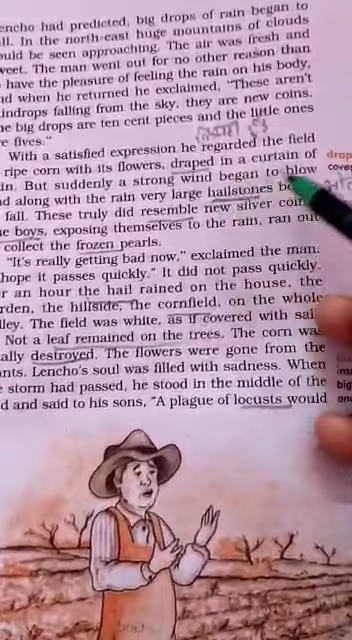 encho had predicted, big drops of rain began to
ll. In the north-east huge mountains of clouds
ould be seen approaching. The air was fresh and
weet. The man went out for no other reason than
have the pleasure of feeling the rain on his body,
nd when he returned he exclaimed, "These aren't
indrops falling from the sky, they are new coins.
he big drops are ten cent pieces and the little ones
re fives."
With a satisfied expression he regarded the field
ripe corn with its flowers, draped in a curtain of
in. But suddenly a strong wind began to blow
nd along with the rain very large hailstones be
fall. These truly did resemble new silver coin
e boys, exposing themselves to the rain, ran out
collect the frozen pearls.
"It's really getting bad now," exclaimed the man.
hope it passes quickly." It did not pass quickly.
r an hour the hail rained on the house, the
rden, the hillside, the cornfield, on the whole
lley. The field was white, as if covered with sal
Not a leaf remained on the trees. The corn was
ally destroyed. The flowers were gone from the
ants. Lencho's soul was filled with sadness. When
e storm had passed, he stood in the middle of the
d and said to his sons, "A plague of locusts would
drap
cove
big